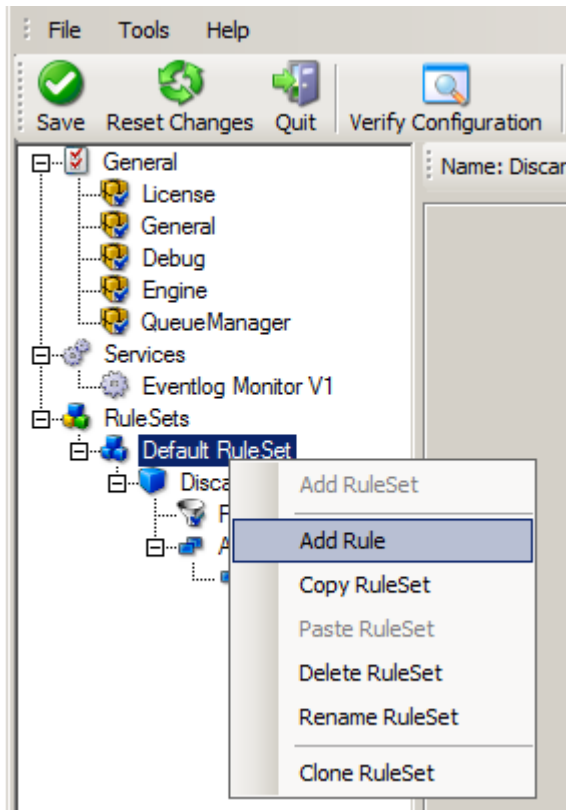 File Tools Help
Save Reset Changes Quit Verify Configuration
General
Name: Discar
License
General
Debug
Engine
QueueManager
Services
Eventlog Monitor V1
RuleSets
Default RuleSet
Disca
Add RuleSet
F
Add Rule
A
Copy RuleSet
Paste RuleSet
Delete RuleSet
Rename RuleSet
Clone RuleSet